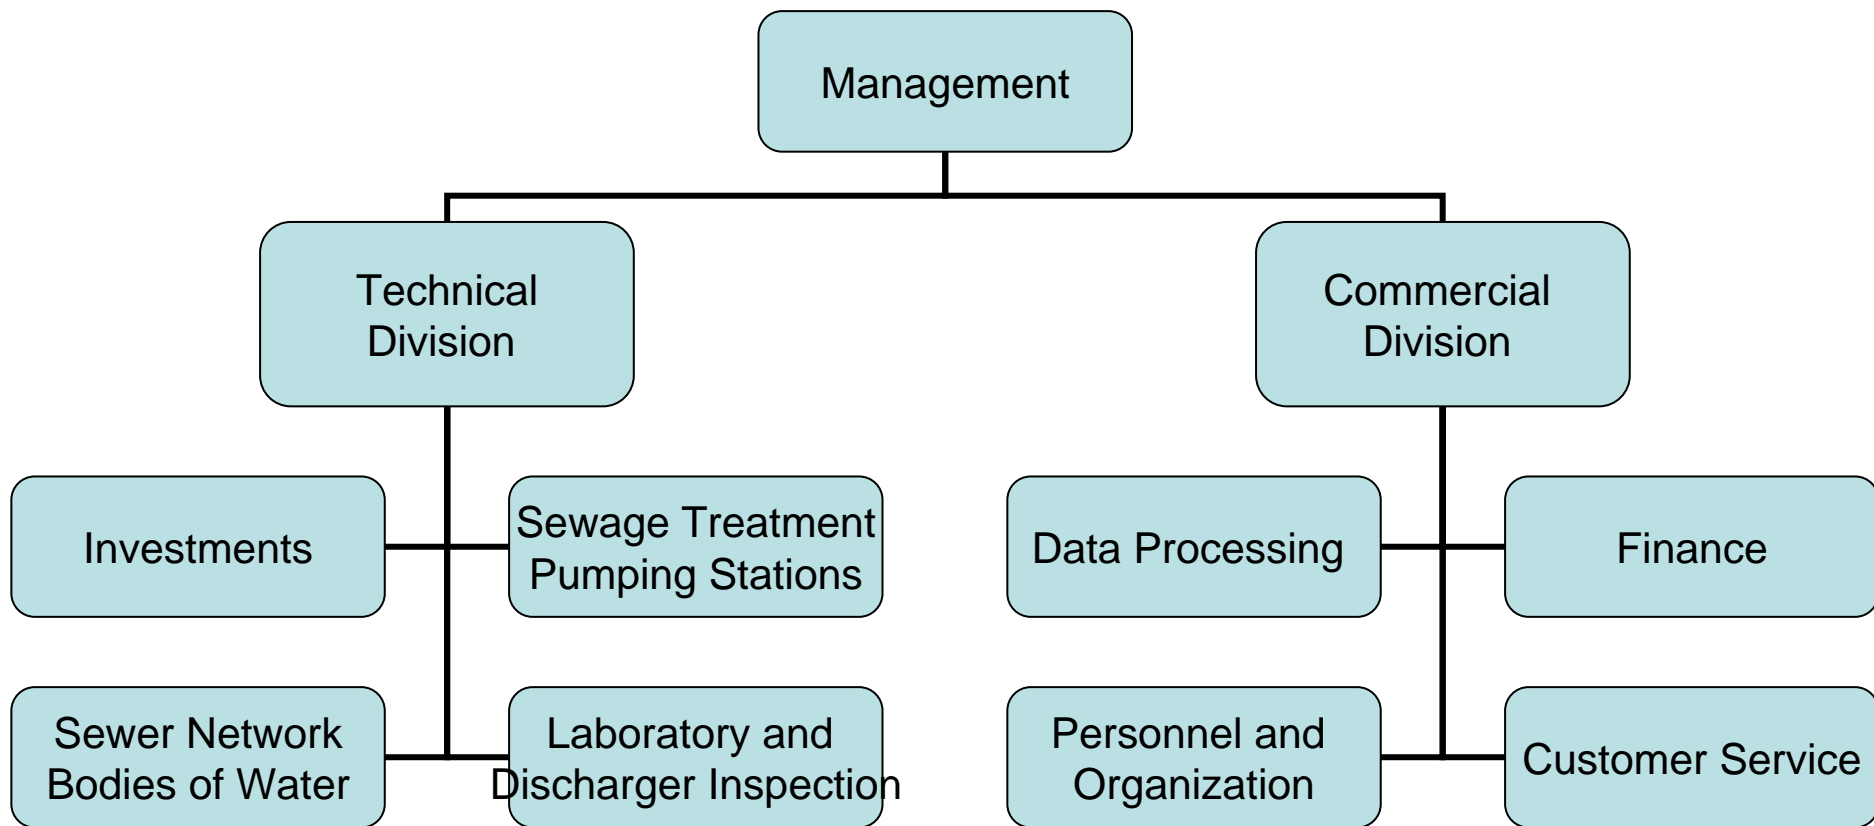 Management
Technical
Division
Commercial
Division
Investments
Sewage Treatment
Pumping Stations
Data Processing
Finance
Sewer Network
Bodies of Water
Laboratory and
Discharger Inspection
Personnel and
Organization
Customer Service